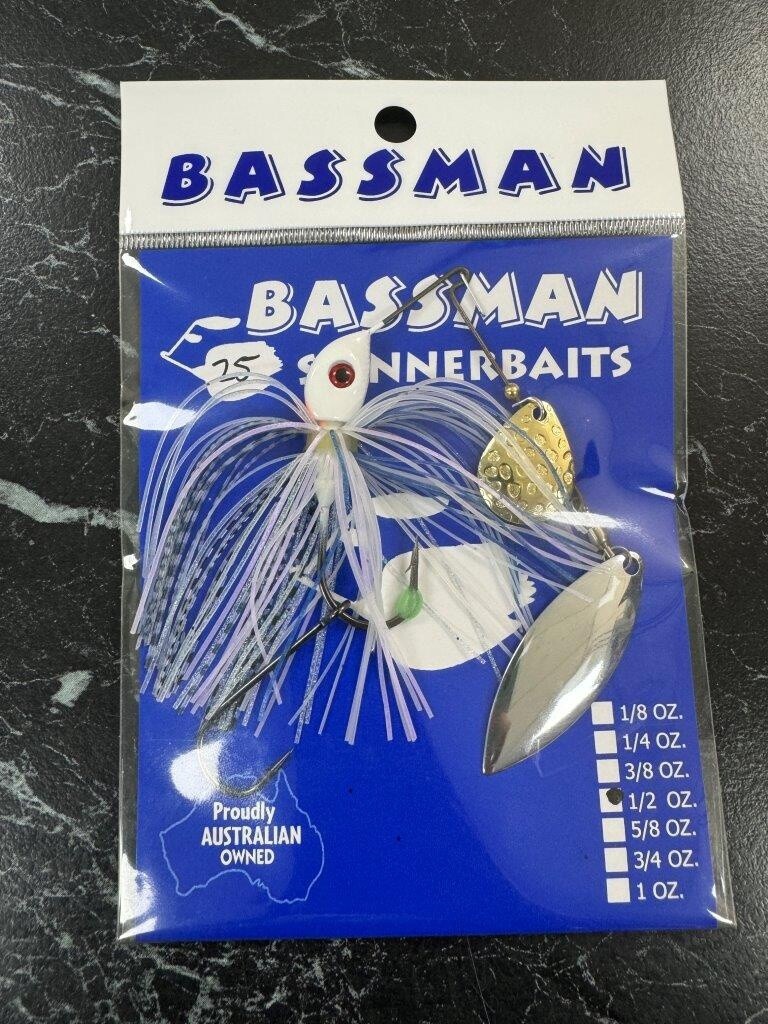 BASSMAN
BASSMAN
SPINNERBAITS
25
1/8 OZ.
1/4 OZ.
3/8 OZ.
1/2 OZ.
5/8 OZ.
3/4 OZ.
1 OZ.
Proudly
AUSTRALIAN
OWNED